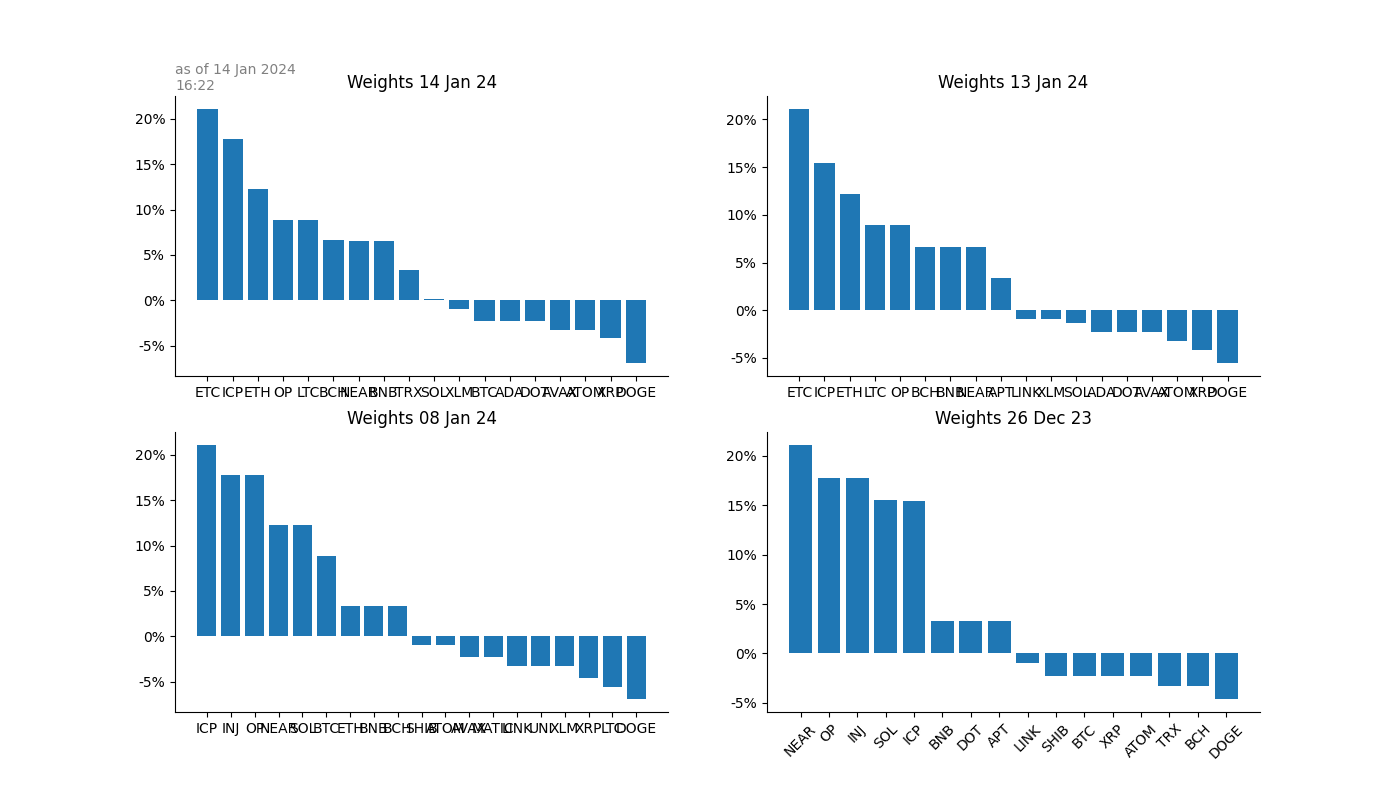 as of 14 Jan 2024
16:22
Weights 14 Jan 24
20%
15%
10%
5%
0%
-5%
ETC ICP ETH OP LTC BCH NEAR BNB TRX SOL XLM BTC ADA DOT AVAX ATOM XRP DOGE
Weights 13 Jan 24
20%
15%
10%
5%
0%
-5%
ETC ICP ETH LTC OP BCH BNB NEAR APT LINK XLM SOL ADA DOT AVAX ATOM XRP DOGE
Weights 08 Jan 24
20%
15%
10%
5%
0%
-5%
ICP INJ OP NEAR SOL BTC ETH BNB BCH SHIB ATOM AVAX MATIC LINK UNI XLM XRP LTC DOGE
Weights 26 Dec 23
20%
15%
10%
5%
0%
-5%
NEAR OP INJ SOL ICP BNB DOT APT LINK SHIB BTC XRP ATOM TRX BCH DOGE